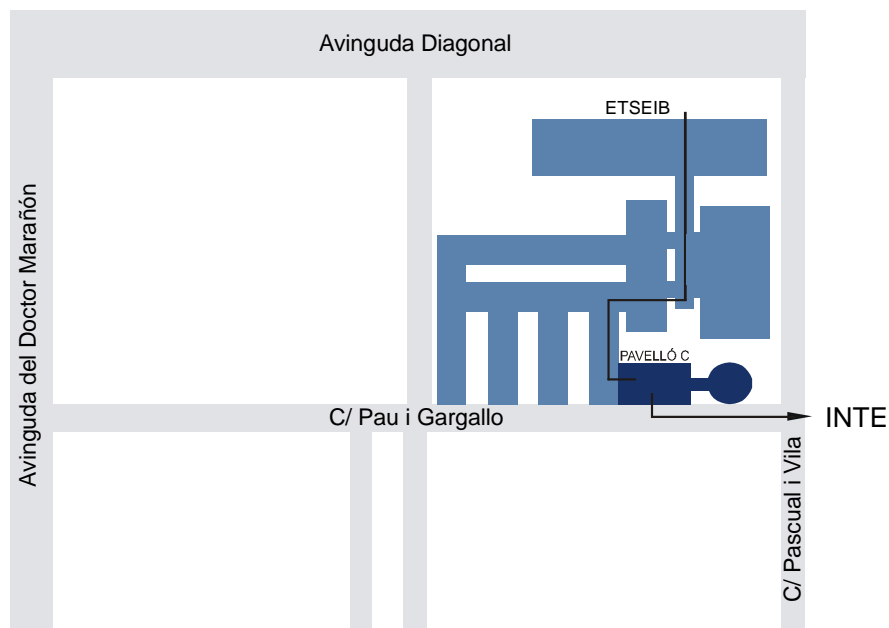 Avinguda Diagonal
ETSEIB
Avinguda del Doctor Marañón
PAVELLÓ C
C/ Pau i Gargallo
INTE
C/ Pascual i Vila